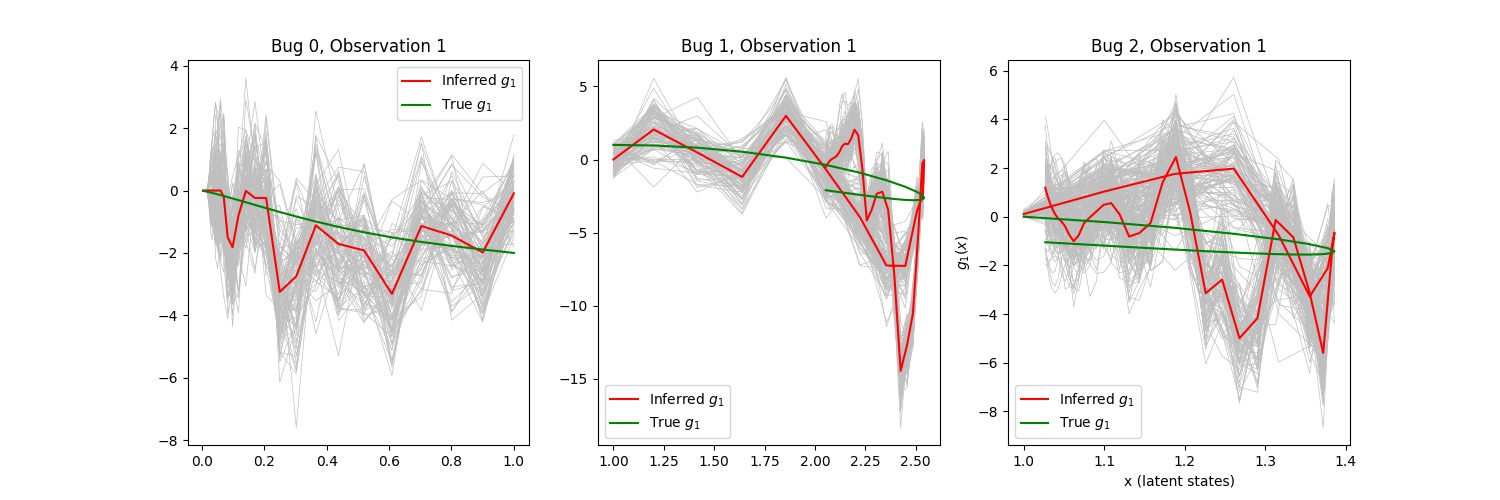 Bug 0, Observation 1
4
2
0
−2
−4
−6
−8
0.0 0.2 0.4 0.6 0.8 1.0
Inferred g₁
True g₁
Bug 1, Observation 1
5
0
−5
−10
−15
1.00 1.25 1.50 1.75 2.00 2.25 2.50
Inferred g₁
True g₁
Bug 2, Observation 1
g₁(x)
6
4
2
0
−2
−4
−6
−8
1.0 1.1 1.2 1.3 1.4
x (latent states)
Inferred g₁
True g₁